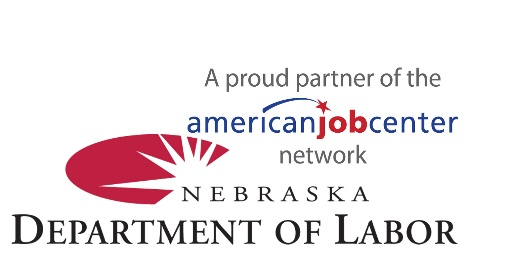 A proud partner of the
americanjobcenter
network
NEBRASKA
DEPARTMENT OF LABOR